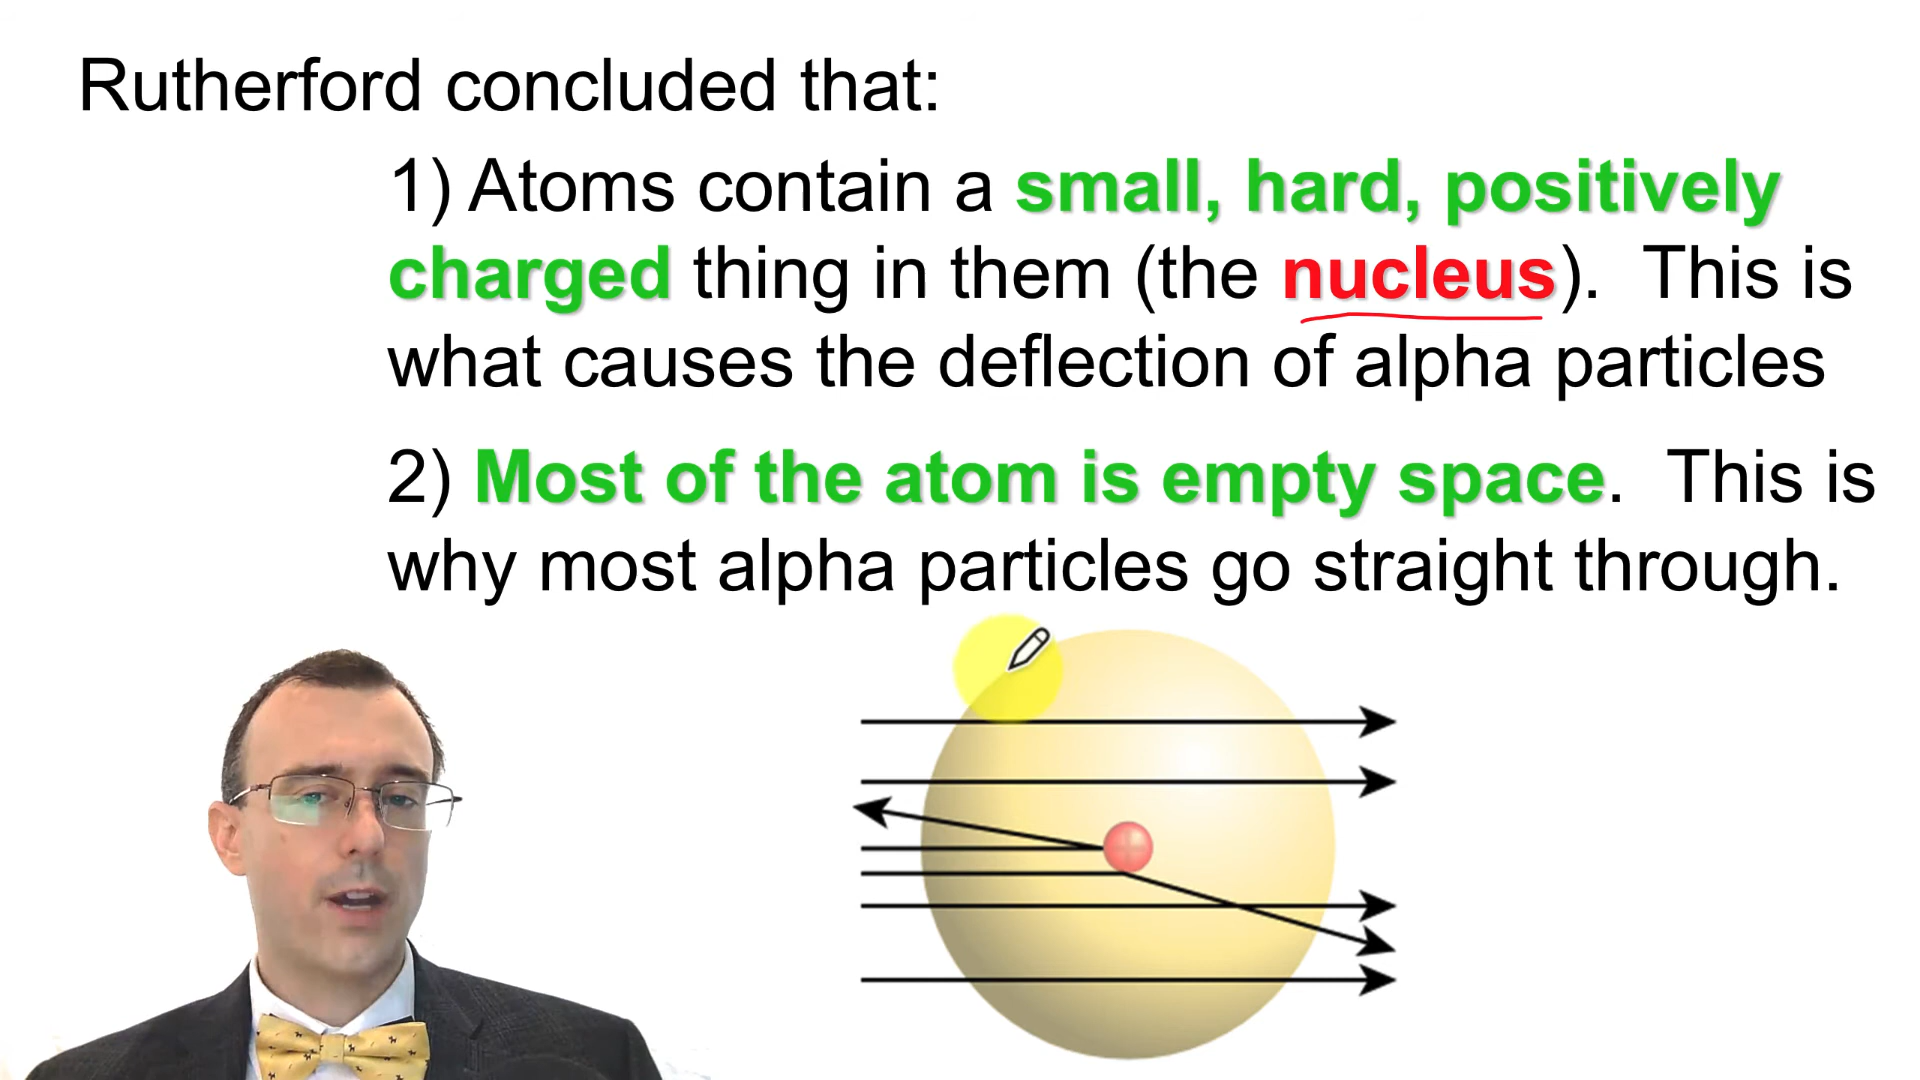 Rutherford concluded that:
1) Atoms contain a small, hard, positively
charged thing in them (the nucleus).  This is
what causes the deflection of alpha particles
2) Most of the atom is empty space.  This is
why most alpha particles go straight through.